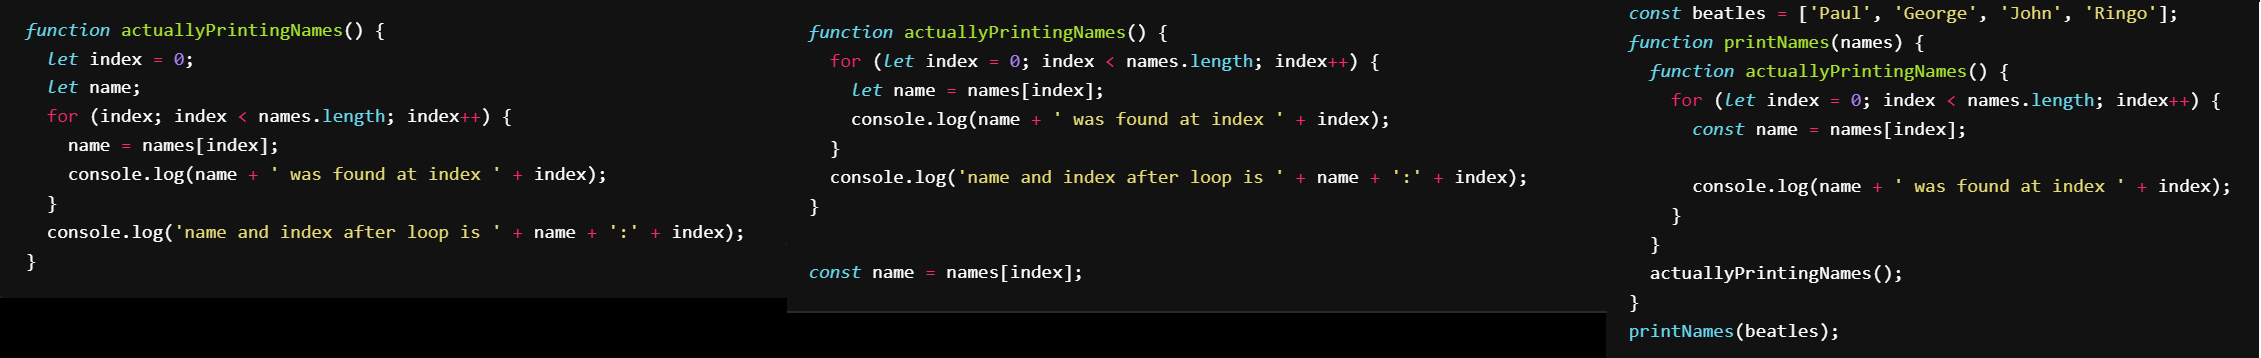 function actuallyPrintingNames() {
let index = 0;
let name;
for (index; index < names.length; index++) {
name = names[index];
console.log(name + ' was found at index ' + index);
}
console.log('name and index after loop is ' + name + ':' + index);
}
function actuallyPrintingNames() {
for (let index = 0; index < names.length; index++) {
let name = names[index];
console.log(name + ' was found at index ' + index);
}
console.log('name and index after loop is ' + name + ':' + index);
}
const name = names[index];
const beatles = ['Paul', 'George', 'John', 'Ringo'];
function printNames(names) {
function actuallyPrintingNames() {
for (let index = 0; index < names.length; index++) {
const name = names[index];
console.log(name + ' was found at index ' + index);
}
}
actuallyPrintingNames();
}
printNames(beatles);